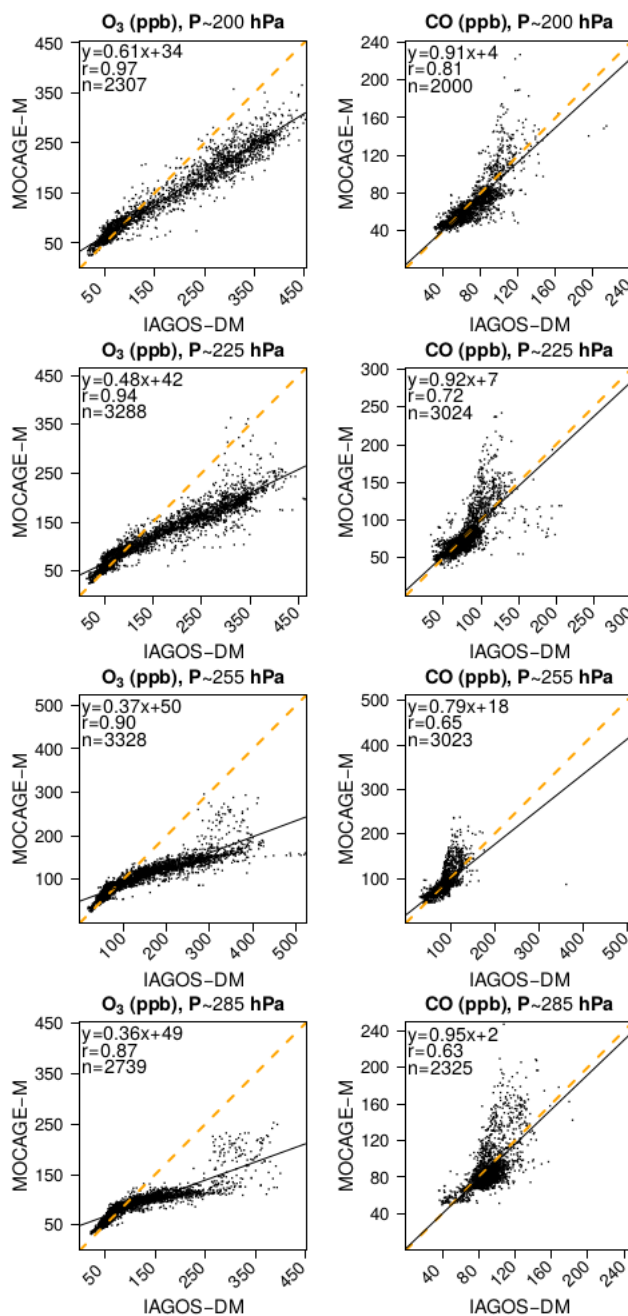 O₃ (ppb), P~200 hPa
y=0.61x+34
r=0.97
n=2307
450
350
250
150
50
MOCAGE−M
50
150
250
350
450
IAGOS−DM
CO (ppb), P~200 hPa
y=0.91x+4
r=0.81
n=2000
240
200
160
120
80
40
MOCAGE−M
40
80
120
160
200
240
IAGOS−DM
O₃ (ppb), P~225 hPa
y=0.48x+42
r=0.94
n=3288
450
350
250
150
50
MOCAGE−M
50
150
250
350
450
IAGOS−DM
CO (ppb), P~225 hPa
y=0.92x+7
r=0.72
n=3024
300
250
200
150
100
50
MOCAGE−M
50
100
150
200
250
300
IAGOS−DM
O₃ (ppb), P~255 hPa
y=0.37x+50
r=0.90
n=3328
500
400
300
200
100
MOCAGE−M
100
200
300
400
500
IAGOS−DM
CO (ppb), P~255 hPa
y=0.79x+18
r=0.65
n=3023
500
400
300
200
100
MOCAGE−M
100
200
300
400
500
IAGOS−DM
O₃ (ppb), P~285 hPa
y=0.36x+49
r=0.87
n=2739
450
350
250
150
50
MOCAGE−M
50
150
250
350
450
IAGOS−DM
CO (ppb), P~285 hPa
y=0.95x+2
r=0.63
n=2325
240
200
160
120
80
40
MOCAGE−M
40
80
120
160
200
240
IAGOS−DM